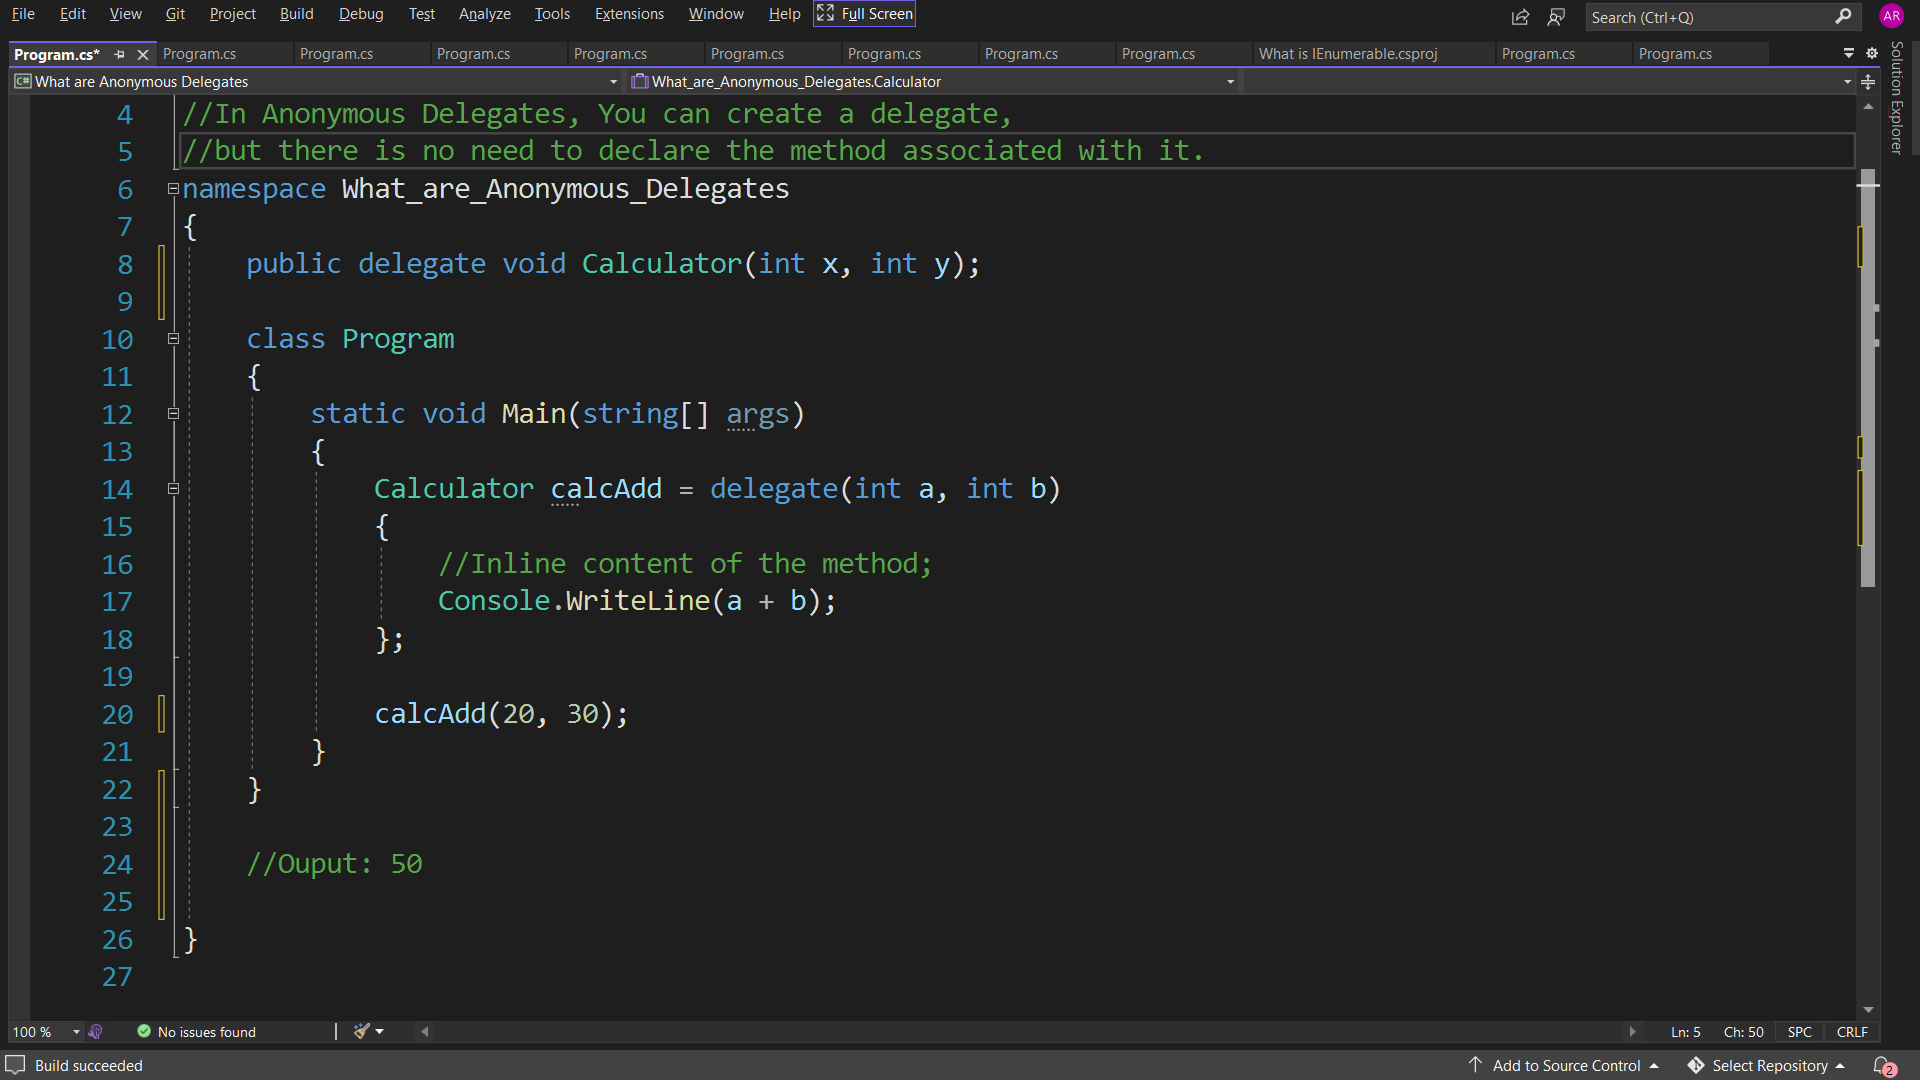 File Edit View Git Project Build Debug Test Analyze Tools Extensions Window Help Full Screen Search (Ctrl+Q) AR
Program.cs* Program.cs Program.cs Program.cs Program.cs Program.cs Program.cs Program.cs Program.cs What is IEnumerable.csproj Program.cs Program.cs
Solution Explorer
C# What are Anonymous Delegates What_are_Anonymous_Delegates.Calculator
4 //In Anonymous Delegates, You can create a delegate,
5 //but there is no need to declare the method associated with it.
6 namespace What_are_Anonymous_Delegates
7 {
8 public delegate void Calculator(int x, int y);
9
10 class Program
11 {
12 static void Main(string[] args)
13 {
14 Calculator calcAdd = delegate(int a, int b)
15 {
16 //Inline content of the method;
17 Console.WriteLine(a + b);
18 };
19
20 calcAdd(20, 30);
21 }
22 }
23
24 //Ouput: 50
25
26 }
27
100 % No issues found Ln: 5 Ch: 50 SPC CRLF
Build succeeded Add to Source Control Select Repository 2